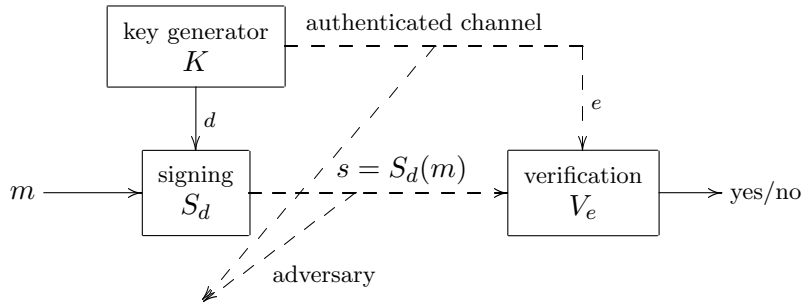 authenticated channel
key generator
K
d
e
m
signing
S_d
s = S_d(m)
verification
V_e
yes/no
adversary